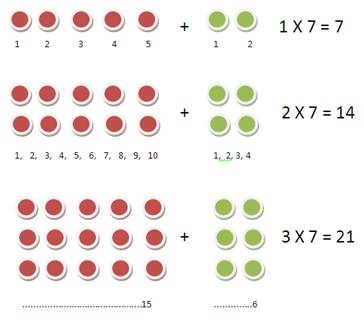 + 1 X 7 = 7
1 2 3 4 5 1 2
+ 2 X 7 = 14
1, 2, 3, 4, 5, 6, 7, 8, 9, 10 1, 2, 3, 4
+ 3 X 7 = 21
............................................15 ..............6